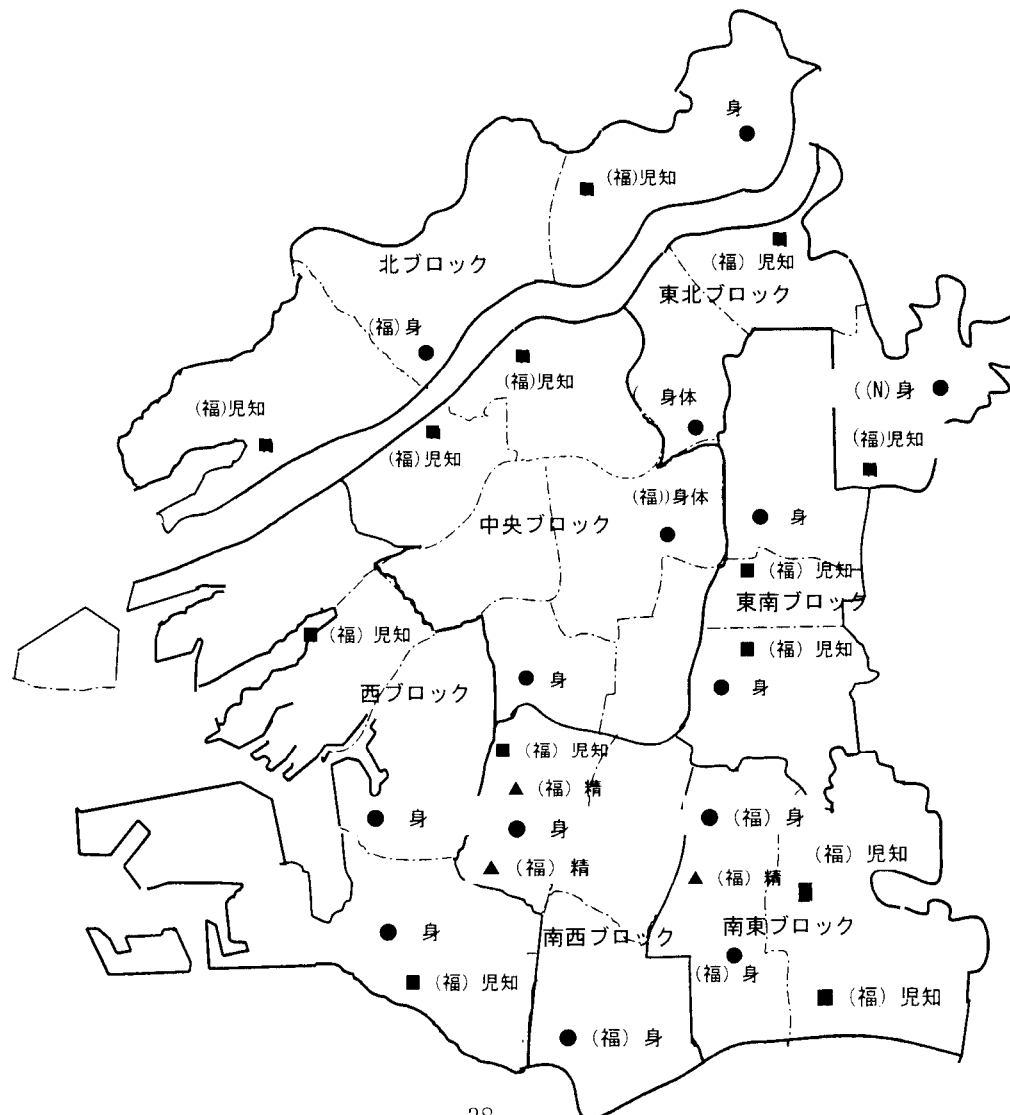 身
(福)児知
北ブロック
(福) 児知
東北ブロック
(福)身
(福)児知
((N)身
(福)児知
身体
(福)児知
(福)児知
(福))身体
中央ブロック
身
(福) 児知
東南ブロック
(福) 児知
(福) 児知
西ブロック
身
身
(福) 児知
(福) 精
身
(福) 身
身
(福) 児知
(福) 精
(福) 精
南西ブロック
南東ブロック
身
(福) 身
(福) 児知
(福) 児知
(福) 身
28